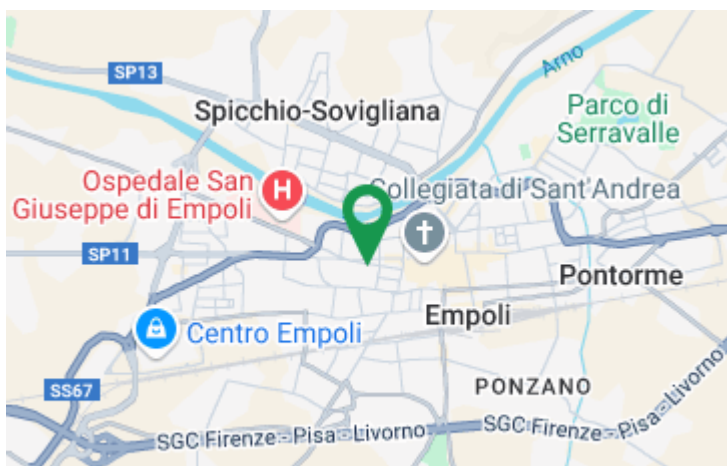 SP13
Arno
Spicchio-Sovigliana
Parco di
Serravalle
Ospedale San
Giuseppe di Empoli
H
Collegiata di Sant'Andrea
SP11
Pontorme
Empoli
Centro Empoli
SS67
PONZANO
SGC Firenze - Pisa - Livorno
SGC Firenze - Pisa - Livorno